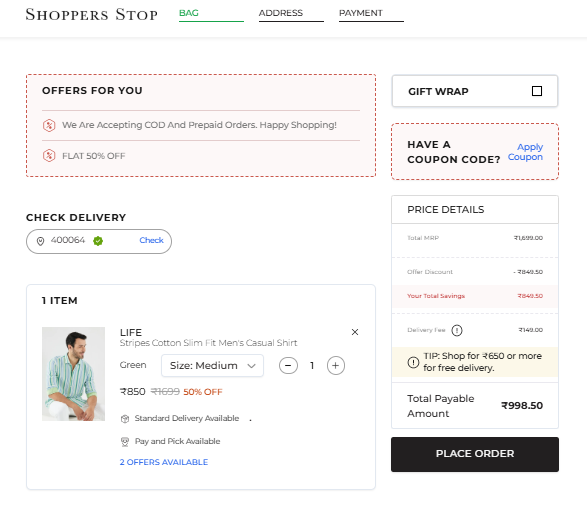 SHOPPERS STOP
BAG
ADDRESS
PAYMENT
OFFERS FOR YOU
We Are Accepting COD And Prepaid Orders. Happy Shopping!
FLAT 50% OFF
CHECK DELIVERY
400064
Check
1 ITEM
LIFE
Stripes Cotton Slim Fit Men's Casual Shirt
Green
Size: Medium
1
₹850 ₹1699 50% OFF
Standard Delivery Available
Pay and Pick Available
2 OFFERS AVAILABLE
GIFT WRAP
HAVE A
COUPON CODE?
Apply
Coupon
PRICE DETAILS
Total MRP ₹1,699.00
Offer Discount - ₹849.50
Your Total Savings ₹849.50
Delivery Fee ₹149.00
TIP: Shop for ₹650 or more
for free delivery.
Total Payable
Amount
₹998.50
PLACE ORDER